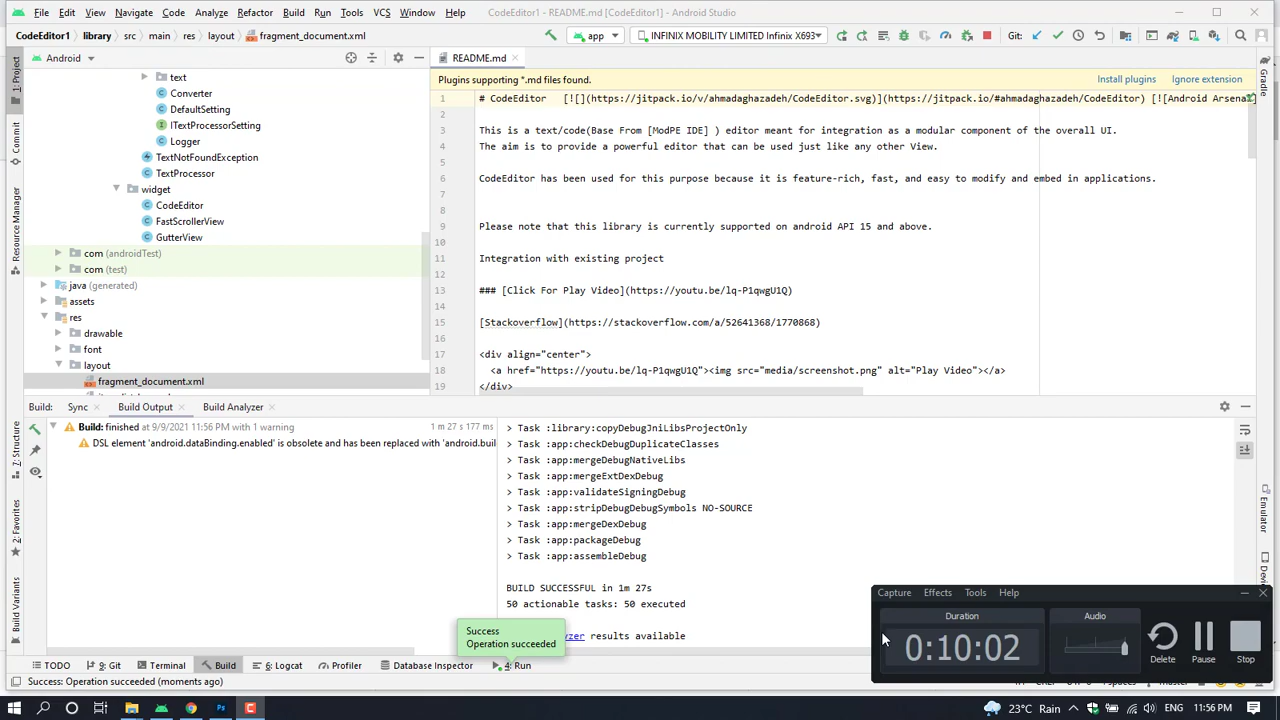 File Edit View Navigate Code Analyze Refactor Build Run Tools VCS Window Help CodeEditor1 - README.md [CodeEditor1] - Android Studio
CodeEditor1 library src main res layout fragment_document.xml app INFINIX MOBILITY LIMITED Infinix X693 Git:
Android
README.md
Plugins supporting *.md files found. Install plugins Ignore extension
text
Converter
DefaultSetting
ITextProcessorSetting
Logger
TextNotFoundException
TextProcessor
widget
CodeEditor
FastScrollerView
GutterView
com (androidTest)
com (test)
java (generated)
assets
res
drawable
font
layout
fragment_document.xml
1 # CodeEditor [![](https://jitpack.io/v/ahmadaghazadeh/CodeEditor.svg)](https://jitpack.io/#ahmadaghazadeh/CodeEditor) [![Android Arsena
2
3 This is a text/code(Base From [ModPE IDE] ) editor meant for integration as a modular component of the overall UI.
4 The aim is to provide a powerful editor that can be used just like any other View.
5
6 CodeEditor has been used for this purpose because it is feature-rich, fast, and easy to modify and embed in applications.
7
8
9 Please note that this library is currently supported on android API 15 and above.
10
11 Integration with existing project
12
13 ### [Click For Play Video](https://youtu.be/lq-P1qwgU1Q)
14
15 [Stackoverflow](https://stackoverflow.com/a/52641368/1770868)
16
17 <div align="center">
18 <a href="https://youtu.be/lq-P1qwgU1Q"><img src="media/screenshot.png" alt="Play Video"></a>
19 </div>
1: Project
Commit
Resource Manager
7: Structure
2: Favorites
Build Variants
Gradle
Emulator
Build: Sync Build Output Build Analyzer
Build: finished at 9/9/2021 11:56 PM with 1 warning 1 m 27 s 177 ms
DSL element 'android.dataBinding.enabled' is obsolete and has been replaced with 'android.buil
> Task :library:copyDebugJniLibsProjectOnly
> Task :app:checkDebugDuplicateClasses
> Task :app:mergeDebugNativeLibs
> Task :app:mergeExtDexDebug
> Task :app:validateSigningDebug
> Task :app:stripDebugDebugSymbols NO-SOURCE
> Task :app:mergeDexDebug
> Task :app:packageDebug
> Task :app:assembleDebug
BUILD SUCCESSFUL in 1m 27s
50 actionable tasks: 50 executed
results available
Success
Operation succeeded
Capture Effects Tools Help
Duration Audio
0:10:02
Delete Pause Stop
TODO 9: Git Terminal Build 6: Logcat Profiler Database Inspector 4: Run
Success: Operation succeeded (moments ago)
23°C Rain ENG 11:56 PM